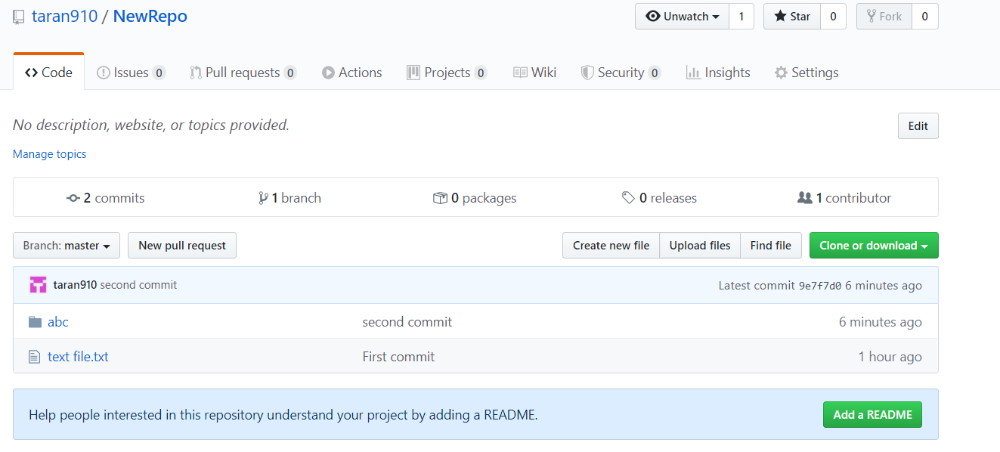 taran910 / NewRepo Unwatch 1 Star 0 Fork 0
Code Issues 0 Pull requests 0 Actions Projects 0 Wiki Security 0 Insights Settings
No description, website, or topics provided. Edit
Manage topics
2 commits 1 branch 0 packages 0 releases 1 contributor
Branch: master New pull request Create new file Upload files Find file Clone or download
taran910 second commit Latest commit 9e7f7d0 6 minutes ago
abc second commit 6 minutes ago
text file.txt First commit 1 hour ago
Help people interested in this repository understand your project by adding a README. Add a README